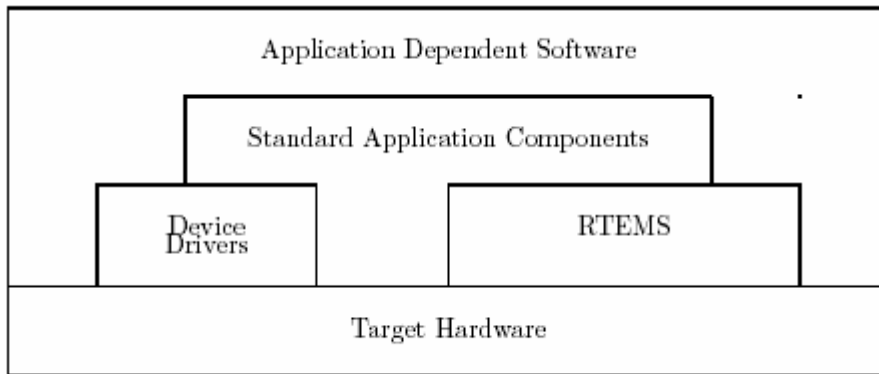 Application Dependent Software
Standard Application Components
Device
Drivers
RTEMS
Target Hardware